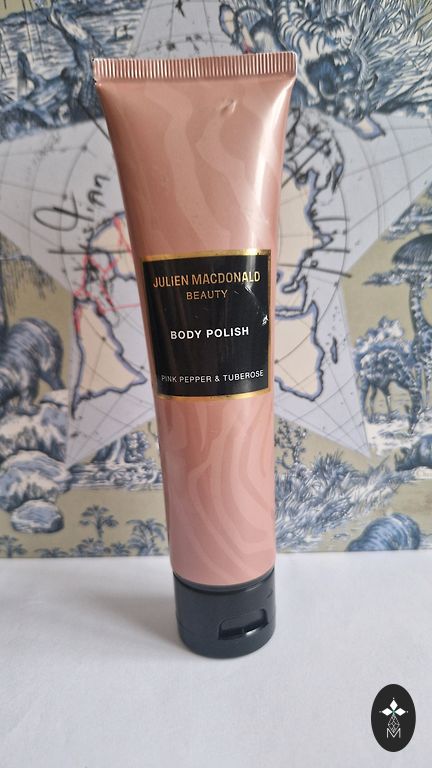 JULIEN MACDONALD
BEAUTY
BODY POLISH
PINK PEPPER & TUBEROSE
M